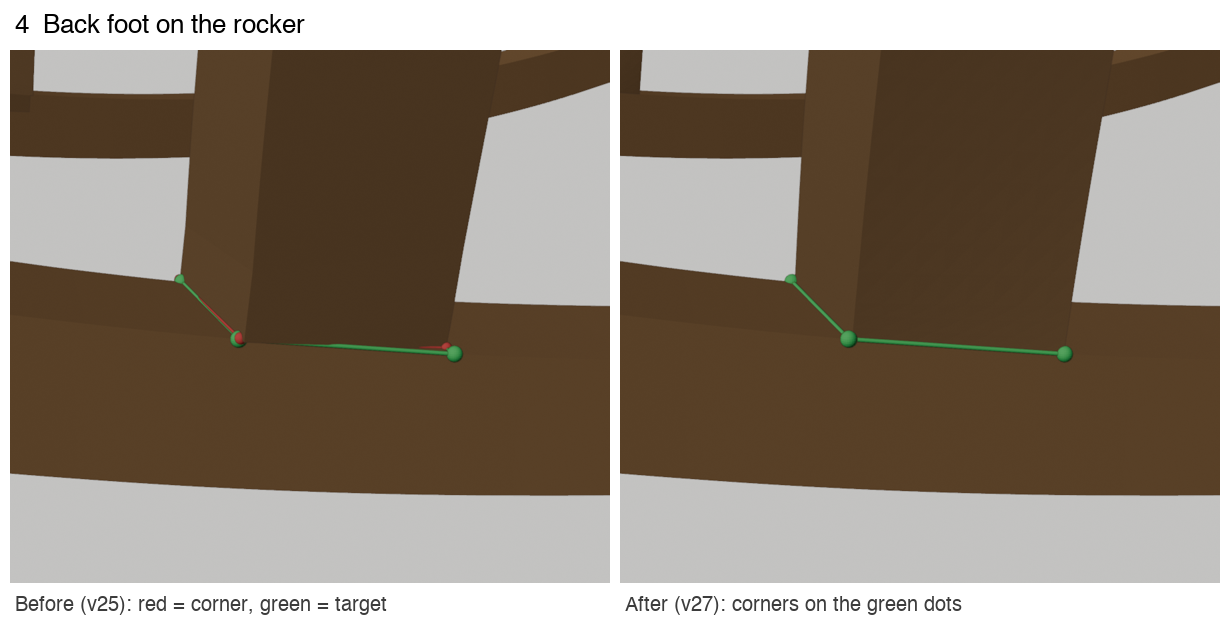 4 Back foot on the rocker
Before (v25): red = corner, green = target
After (v27): corners on the green dots